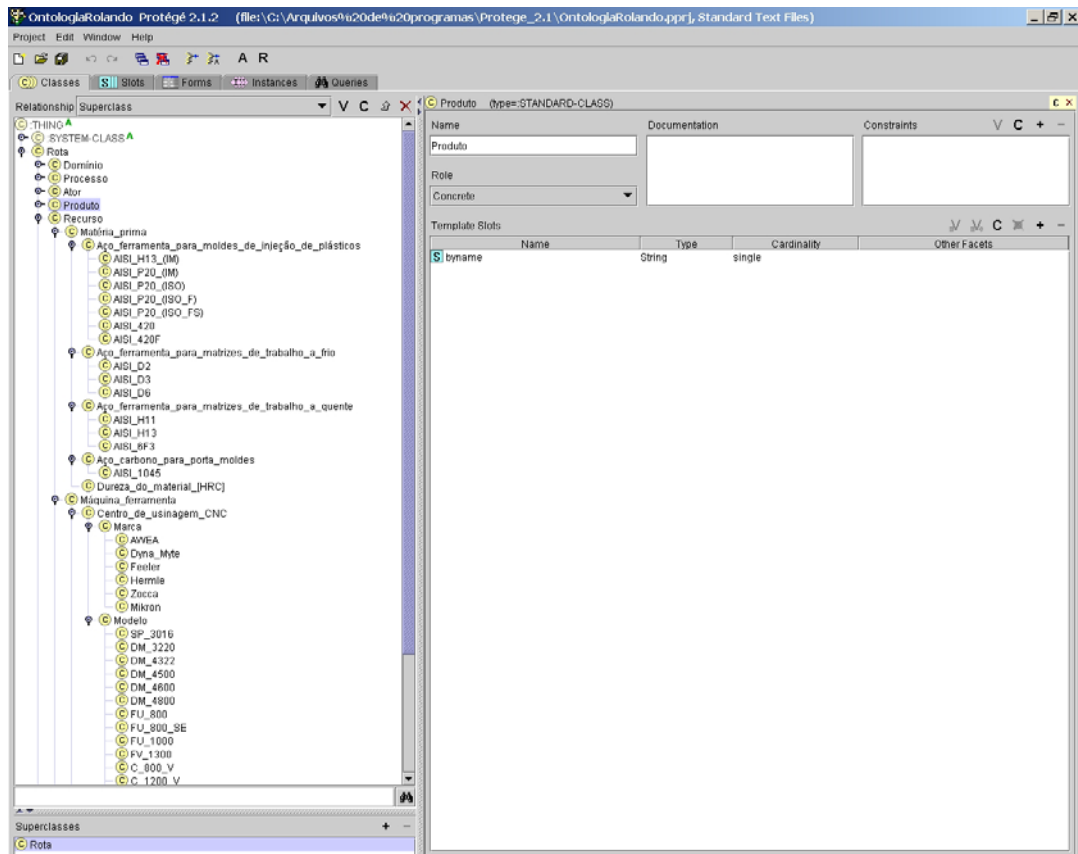 OntologiaRolando Protégé 2.1.2 (file:\C:\Arquivos%20de%20programas\Protege_2.1\OntologiaRolando.pprj, Standard Text Files)
Project Edit Window Help
A R
Classes Slots Forms Instances Queries
Relationship Superclass V C
:THING A
:SYSTEM-CLASS A
Rota
Domínio
Processo
Ator
Produto
Recurso
Matéria_prima
Aço_ferramenta_para_moldes_de_injeção_de_plásticos
AISI_H13_(IM)
AISI_P20_(IM)
AISI_P20_(ISO)
AISI_P20_(ISO_F)
AISI_P20_(ISO_FS)
AISI_420
AISI_420F
Aço_ferramenta_para_matrizes_de_trabalho_a_frio
AISI_D2
AISI_D3
AISI_D6
Aço_ferramenta_para_matrizes_de_trabalho_a_quente
AISI_H11
AISI_H13
AISI_6F3
Aço_carbono_para_porta_moldes
AISI_1045
Dureza_do_material_[HRC]
Máquina_ferramenta
Centro_de_usinagem_CNC
Marca
AWEA
Dyna_Myte
Feeler
Hermle
Zocca
Mikron
Modelo
SP_3016
DM_3220
DM_4322
DM_4500
DM_4600
DM_4800
FU_800
FU_800_SE
FU_1000
FV_1300
C_800_V
C_1200_V
Superclasses + -
Rota
Produto (type=:STANDARD-CLASS) C X
Name Documentation Constraints V C + -
Produto
Role
Concrete
Template Slots V V C + -
Name Type Cardinality Other Facets
S byname String single